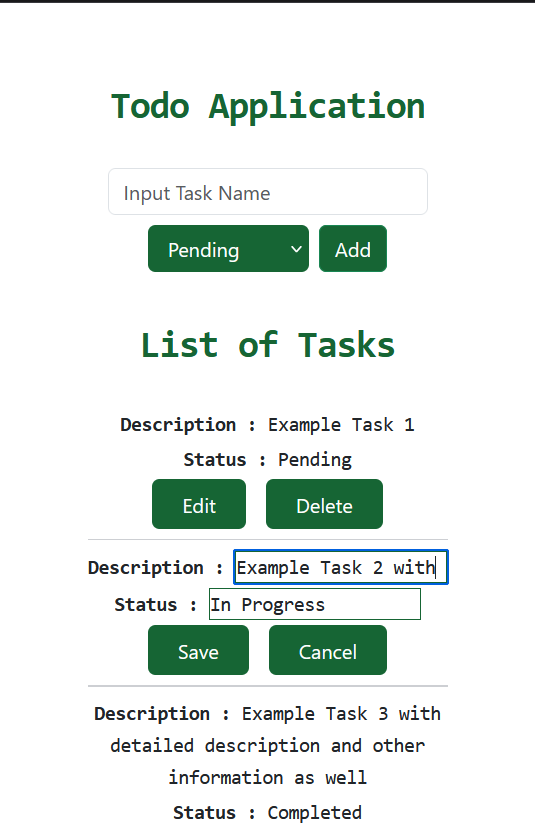 Todo Application
Input Task Name
Pending Add
List of Tasks
Description : Example Task 1
Status : Pending
Edit Delete
Description : Example Task 2 with
Status : In Progress
Save Cancel
Description : Example Task 3 with
detailed description and other
information as well
Status : Completed